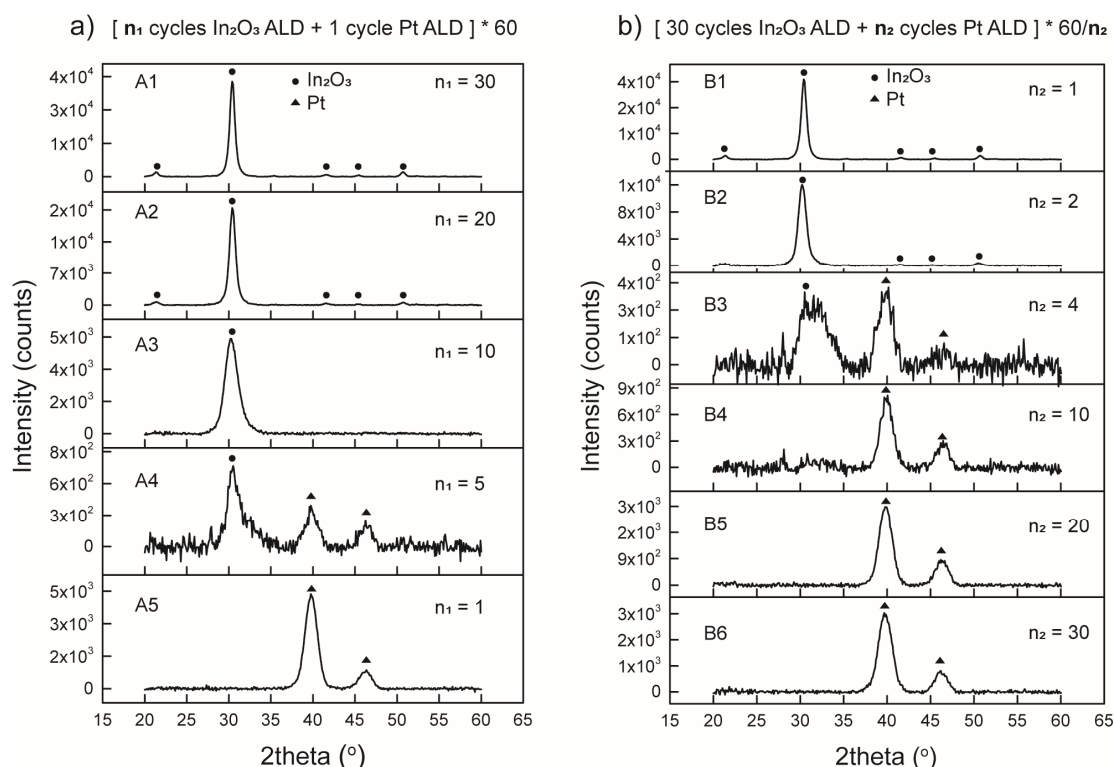 a) [ n₁ cycles In₂O₃ ALD + 1 cycle Pt ALD ] * 60
A1
● In₂O₃
▲ Pt
n₁ = 30
4x10⁴
3x10⁴
1x10⁴
0
A2
n₁ = 20
2x10⁴
1x10⁴
7x10³
0
A3
n₁ = 10
5x10³
3x10³
2x10³
0
A4
n₁ = 5
8x10²
6x10²
3x10²
0
A5
n₁ = 1
5x10³
3x10³
2x10³
0
15 20 25 30 35 40 45 50 55 60 65
2theta (°)
Intensity (counts)
b) [ 30 cycles In₂O₃ ALD + n₂ cycles Pt ALD ] * 60/n₂
B1
● In₂O₃
▲ Pt
n₂ = 1
4x10⁴
2x10⁴
1x10⁴
0
B2
n₂ = 2
1x10⁴
6x10³
3x10³
0
B3
n₂ = 4
4x10²
3x10²
1x10²
0
B4
n₂ = 10
9x10²
6x10²
3x10²
0
B5
n₂ = 20
3x10³
2x10³
9x10²
0
B6
n₂ = 30
3x10³
2x10³
1x10³
0
15 20 25 30 35 40 45 50 55 60 65
2theta (°)
Intensity (counts)